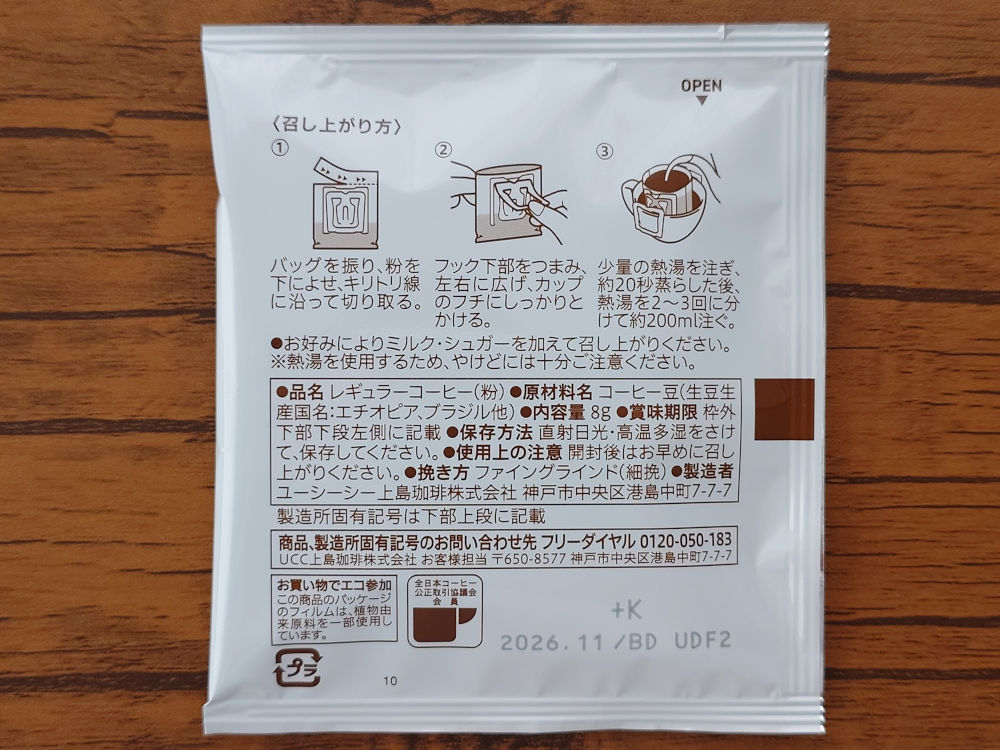 OPEN
〈召し上がり方〉
①
バッグを振り、粉を
下によせ、キリトリ線
に沿って切り取る。
②
フック下部をつまみ、
左右に広げ、カップ
のフチにしっかりと
かける。
③
少量の熱湯を注ぎ、
約20秒蒸らした後、
熱湯を2〜3回に分
けて約200ml注ぐ。
●お好みによりミルク・シュガーを加えて召し上がりください。
※熱湯を使用するため、やけどには十分ご注意ください。
●品名 レギュラーコーヒー(粉) ●原材料名 コーヒー豆(生豆生
産国名:エチオピア、ブラジル他) ●内容量 8g ●賞味期限 枠外
下部下段左側に記載 ●保存方法 直射日光・高温多湿をさけ
て、保存してください。●使用上の注意 開封後はお早めに召し
上がりください。●挽き方 ファイングラインド(細挽) ●製造者
ユーシーシー上島珈琲株式会社 神戸市中央区港島中町7-7-7
製造所固有記号は下部上段に記載
商品、製造所固有記号のお問い合わせ先 フリーダイヤル 0120-050-183
UCC上島珈琲株式会社 お客様担当 〒650-8577 神戸市中央区港島中町7-7-7
お買い物でエコ参加
この商品のパッケージ
のフィルムは、植物由
来原料を一部使用し
ています。
全日本コーヒー
公正取引協議会
会員
+K
2026.11/BD UDF2
プラ
10